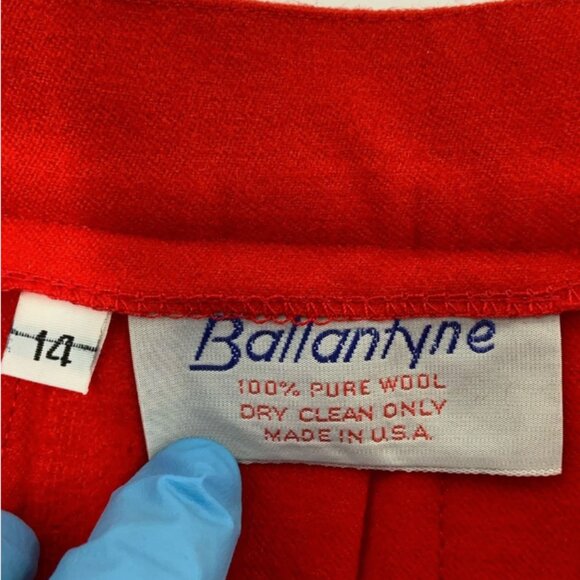 14
Ballantyne
100% PURE WOOL
DRY CLEAN ONLY
MADE IN U.S.A.